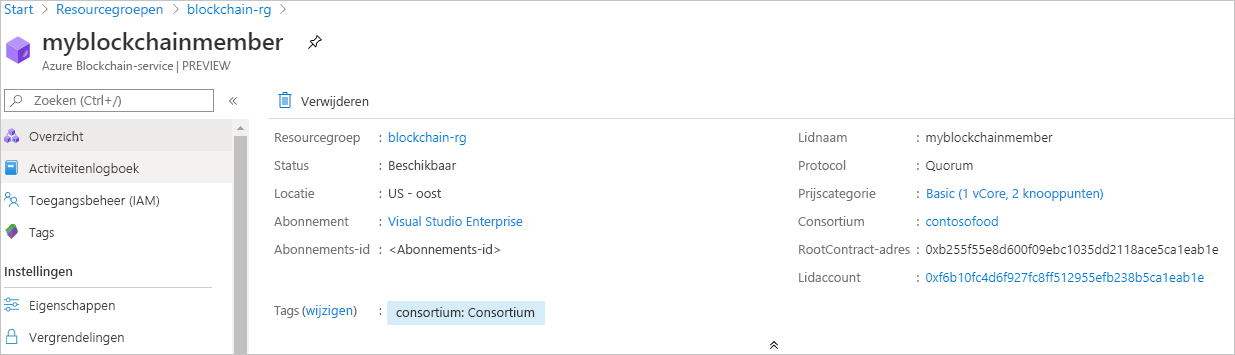 Start > Resourcegroepen > blockchain-rg >
myblockchainmember
Azure Blockchain-service | PREVIEW
Zoeken (Ctrl+/)
«
Overzicht
Activiteitenlogboek
Toegangsbeheer (IAM)
Tags
Instellingen
Eigenschappen
Vergrendelingen
Verwijderen
Resourcegroep : blockchain-rg
Status : Beschikbaar
Locatie : US - oost
Abonnement : Visual Studio Enterprise
Abonnements-id : <Abonnements-id>
Tags (wijzigen) : consortium: Consortium
Lidnaam : myblockchainmember
Protocol : Quorum
Prijscategorie : Basic (1 vCore, 2 knooppunten)
Consortium : contosofood
RootContract-adres : 0xb255f55e8d600f09ebc1035dd2118ace5ca1eab1e
Lidaccount : 0xf6b10fc4d6f927fc8ff512955efb238b5ca1eab1e